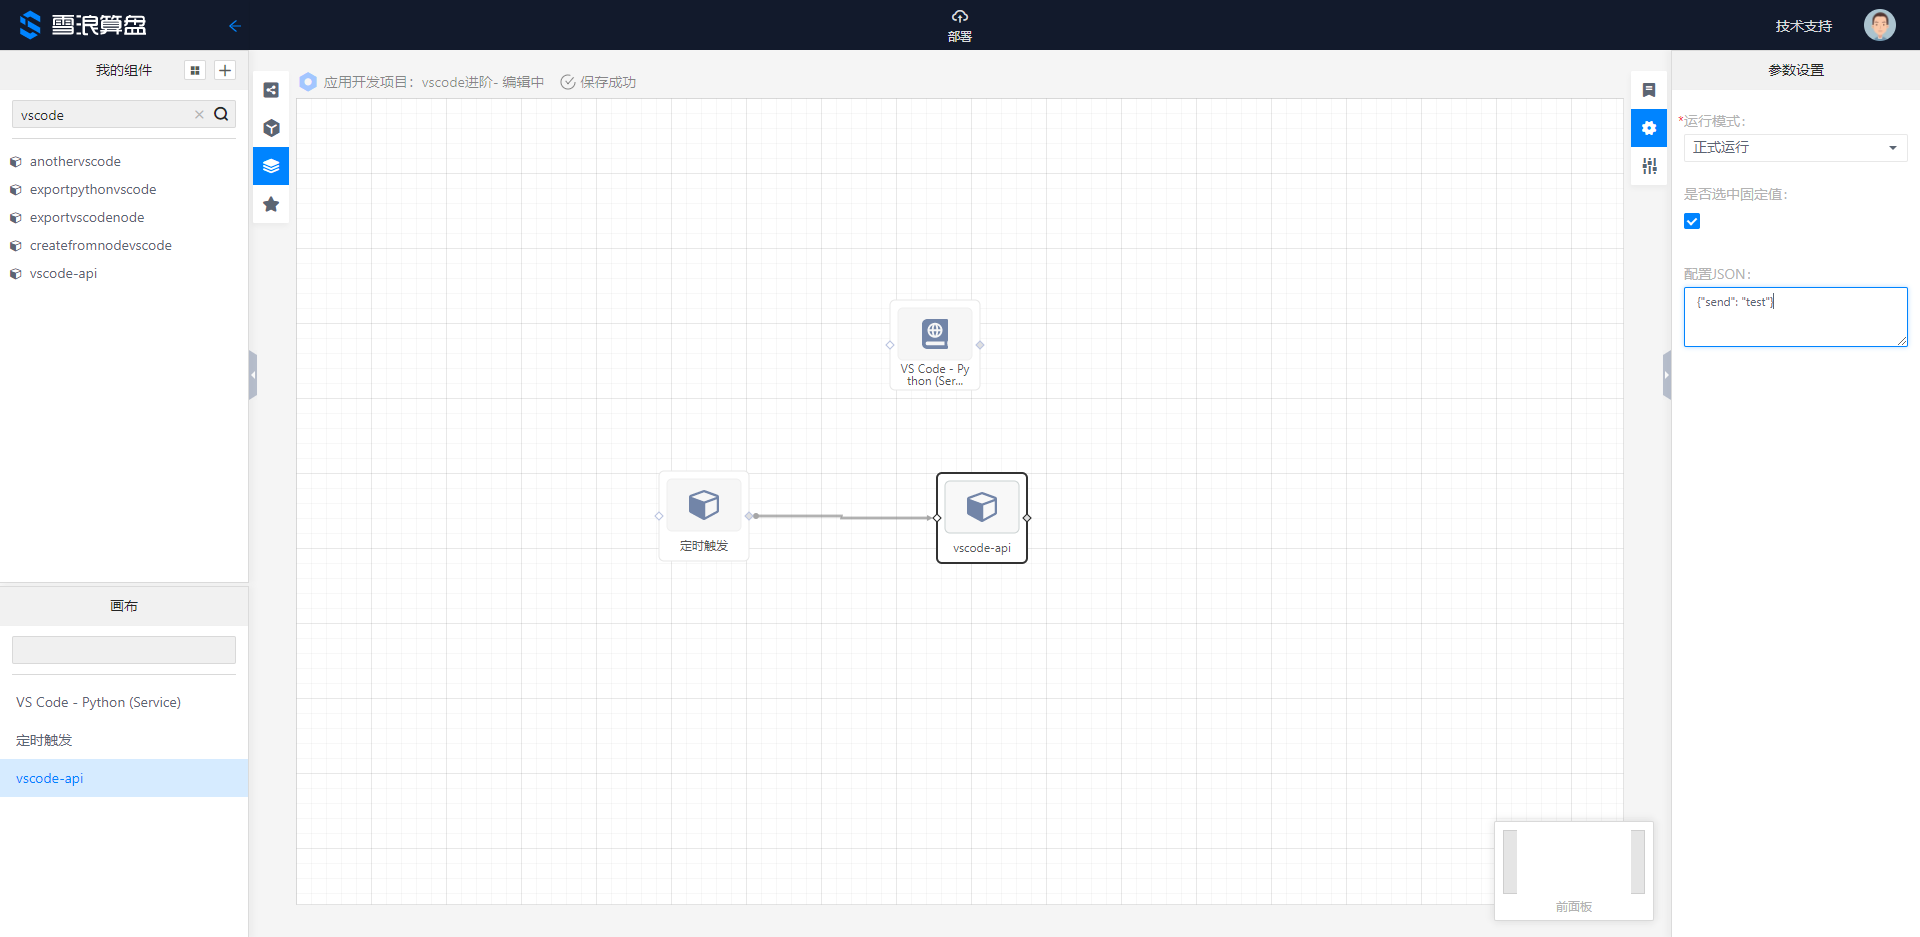 雪浪算盘
部署
技术支持
我的组件
vscode
anothervscode
exportpythonvscode
exportvscodenode
createfromnodevscode
vscode-api
画布
VS Code - Python (Service)
定时触发
vscode-api
应用开发项目：vscode进阶- 编辑中 保存成功
VS Code - Py
thon (Ser...
定时触发
vscode-api
前面板
参数设置
*运行模式：
正式运行
是否选中固定值：
配置JSON：
{"send": "test"}